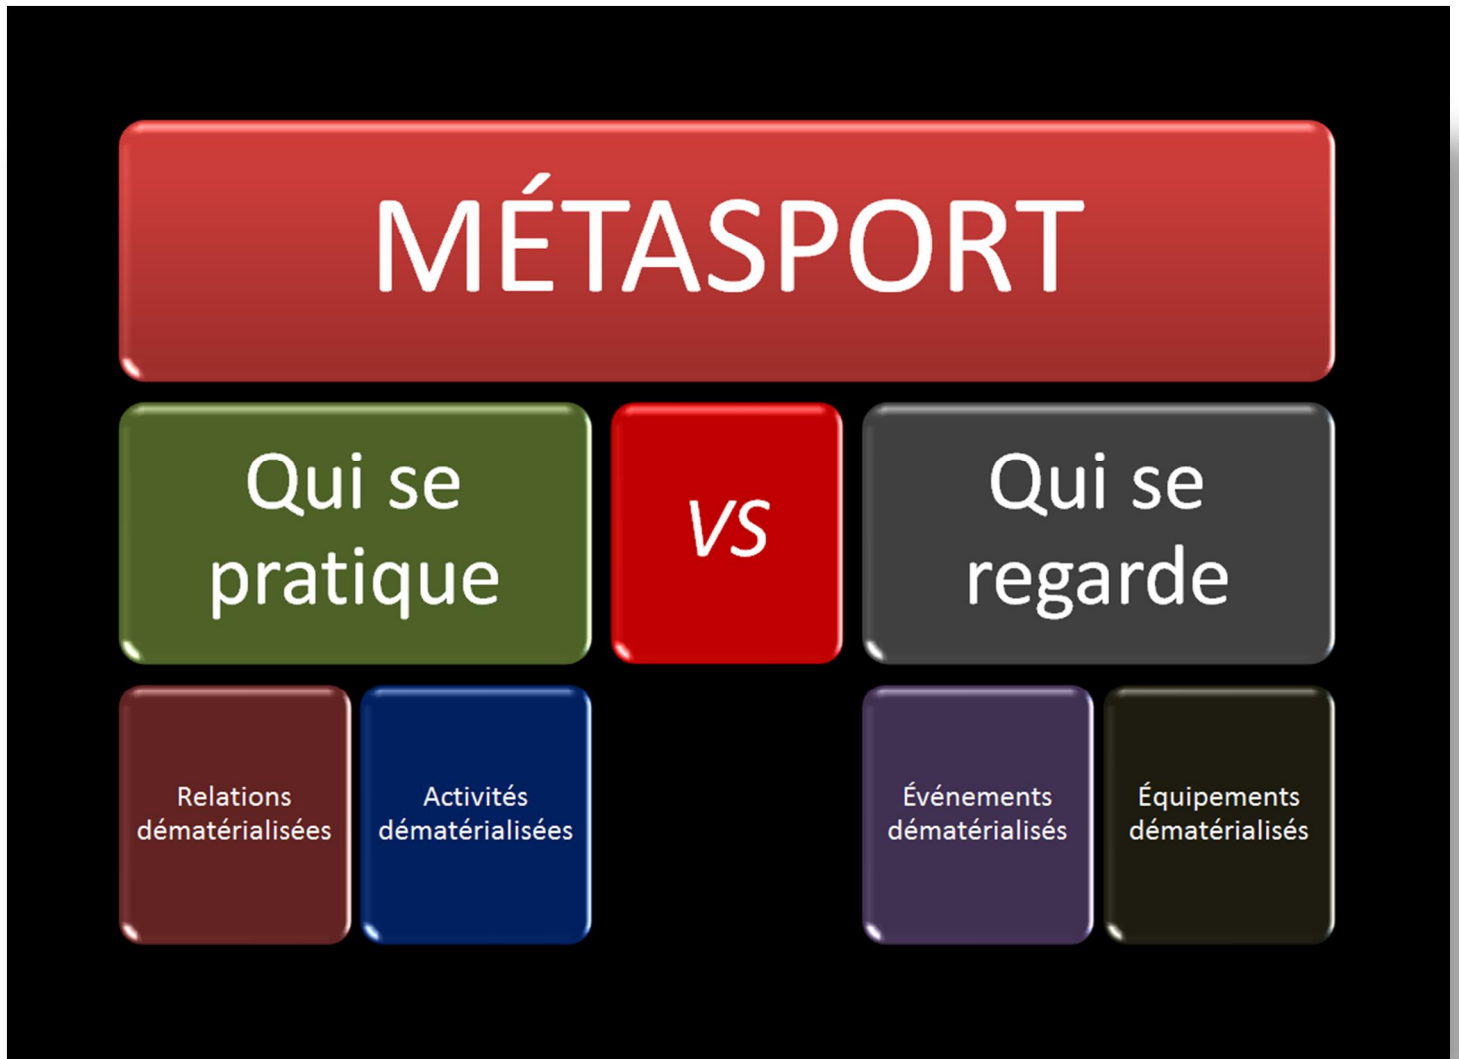 MÉTASPORT
Qui se
pratique
VS
Qui se
regarde
Relations
dématérialisées
Activités
dématérialisées
Événements
dématérialisés
Équipements
dématérialisés